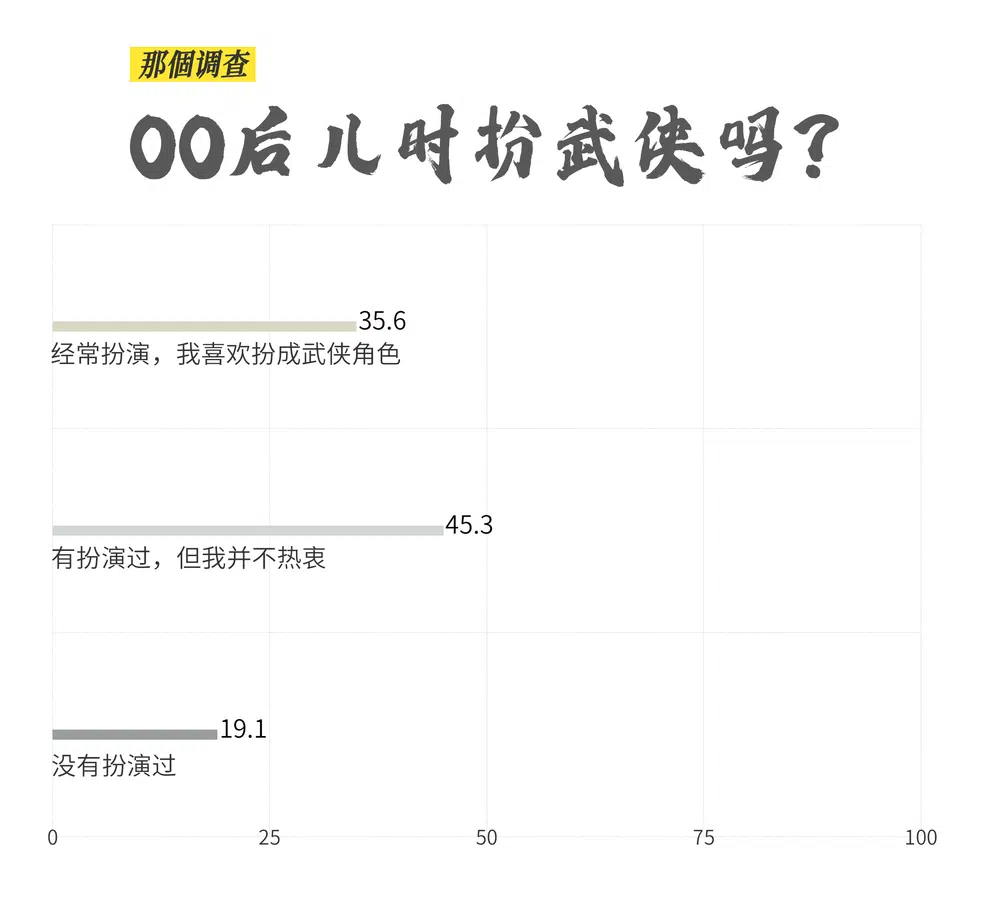 那個调查
00后儿时扮武侠吗？
35.6
经常扮演，我喜欢扮成武侠角色
45.3
有扮演过，但我并不热衷
19.1
没有扮演过
0 25 50 75 100